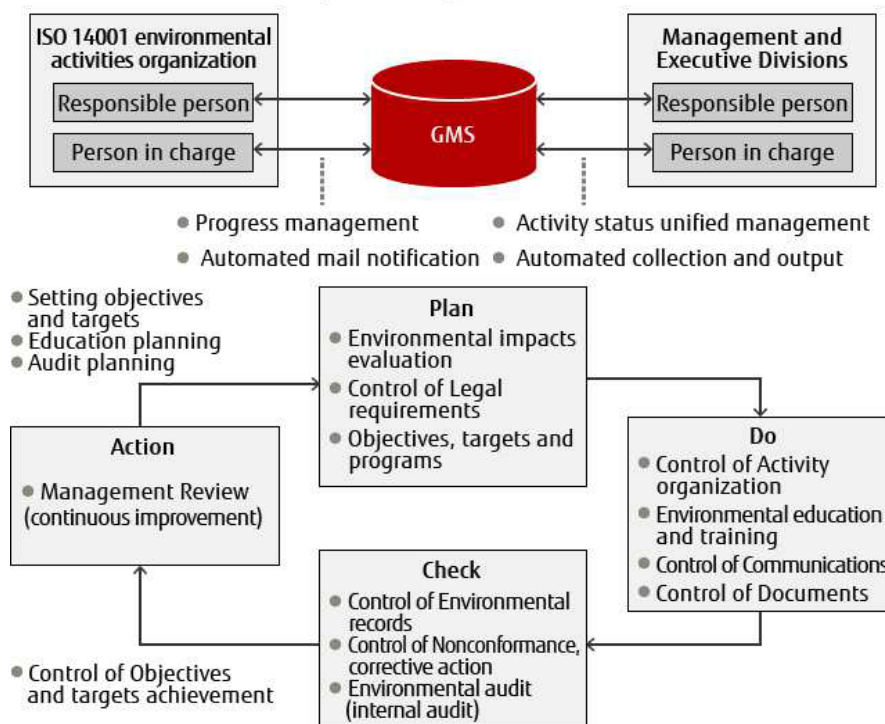 ISO 14001 environmental
activities organization
Responsible person
Person in charge
GMS
Management and
Executive Divisions
Responsible person
Person in charge
Progress management
Automated mail notification
Activity status unified management
Automated collection and output
Setting objectives
and targets
Education planning
Audit planning
Plan
Environmental impacts
evaluation
Control of Legal
requirements
Objectives, targets and
programs
Do
Control of Activity
organization
Environmental education
and training
Control of Communications
Control of Documents
Check
Control of Environmental
records
Control of Nonconformance,
corrective action
Environmental audit
(internal audit)
Action
Management Review
(continuous improvement)
Control of Objectives
and targets achievement